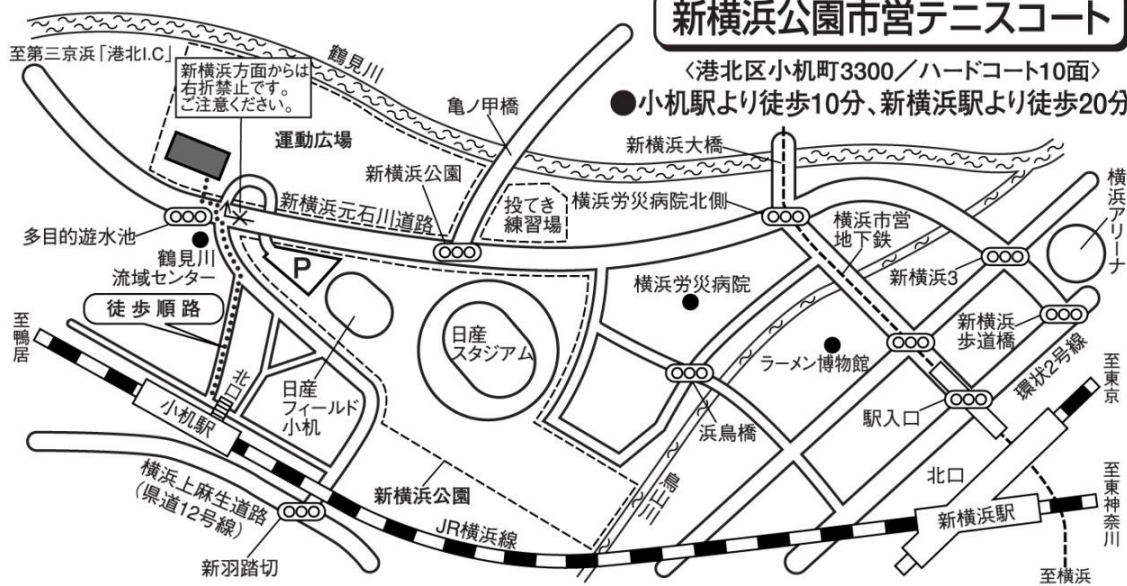 新横浜公園市営テニスコート
〈港北区小机町3300／ハードコート10面〉
●小机駅より徒歩10分、新横浜駅より徒歩20分
至第三京浜「港北I.C」
新横浜方面からは
右折禁止です。
ご注意ください。
鶴見川
運動広場
亀ノ甲橋
新横浜公園
新横浜元石川道路
投てき
練習場
新横浜大橋
横浜労災病院北側
横浜市営
地下鉄
横浜アリーナ
新横浜3
多目的遊水池
鶴見川
流域センター
P
徒歩順路
横浜労災病院
日産
スタジアム
ラーメン博物館
新横浜
歩道橋
環状2号線
至鴨居
北口
小机駅
日産
フィールド
小机
浜鳥橋
駅入口
至東京
北口
新横浜公園
横浜上麻生道路
(県道12号線)
JR横浜線
新横浜駅
至東神奈川
新羽踏切
至横浜